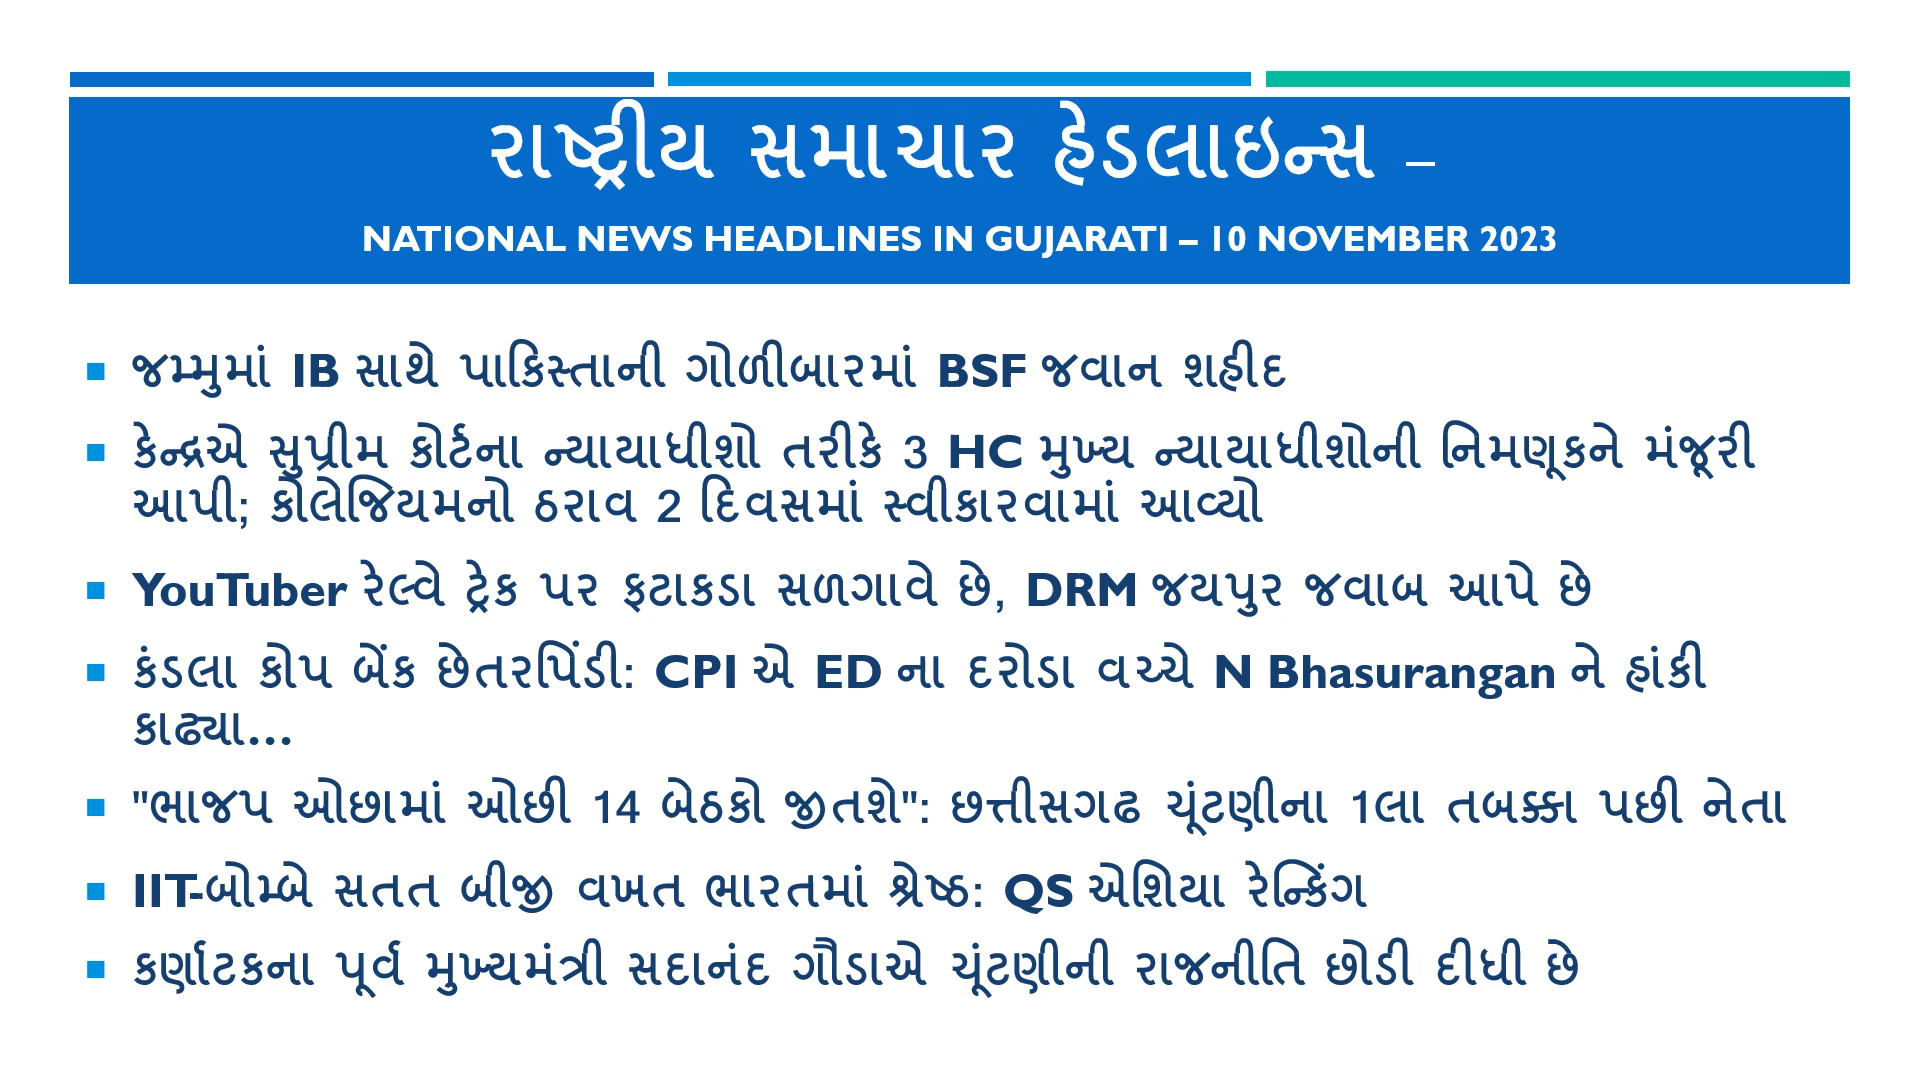 રાષ્ટ્રીય સમાચાર હેડલાઇન્સ –
NATIONAL NEWS HEADLINES IN GUJARATI – 10 NOVEMBER 2023
જમ્મુમાં IB સાથે પાકિસ્તાની ગોળીબારમાં BSF જવાન શહીદ
કેન્દ્રએ સુપ્રીમ કોર્ટના ન્યાયાધીશો તરીકે 3 HC મુખ્ય ન્યાયાધીશોની નિમણૂકને મંજૂરી
આપી; કોલેજિયમનો ઠરાવ 2 દિવસમાં સ્વીકારવામાં આવ્યો
YouTuber રેલ્વે ટ્રેક પર ફટાકડા સળગાવે છે, DRM જયપુર જવાબ આપે છે
કંડલા કોપ બેંક છેતરપિંડી: CPI એ ED ના દરોડા વચ્ચે N Bhasurangan ને હાંકી
કાઢ્યા...
"ભાજપ ઓછામાં ઓછી 14 બેઠકો જીતશે": છત્તીસગઢ ચૂંટણીના 1લા તબક્કા પછી નેતા
IIT-બોમ્બે સતત બીજી વખત ભારતમાં શ્રેષ્ઠ: QS એશિયા રેન્કિંગ
કર્ણાટકના પૂર્વ મુખ્યમંત્રી સદાનંદ ગૌડાએ ચૂંટણીની રાજનીતિ છોડી દીધી છે